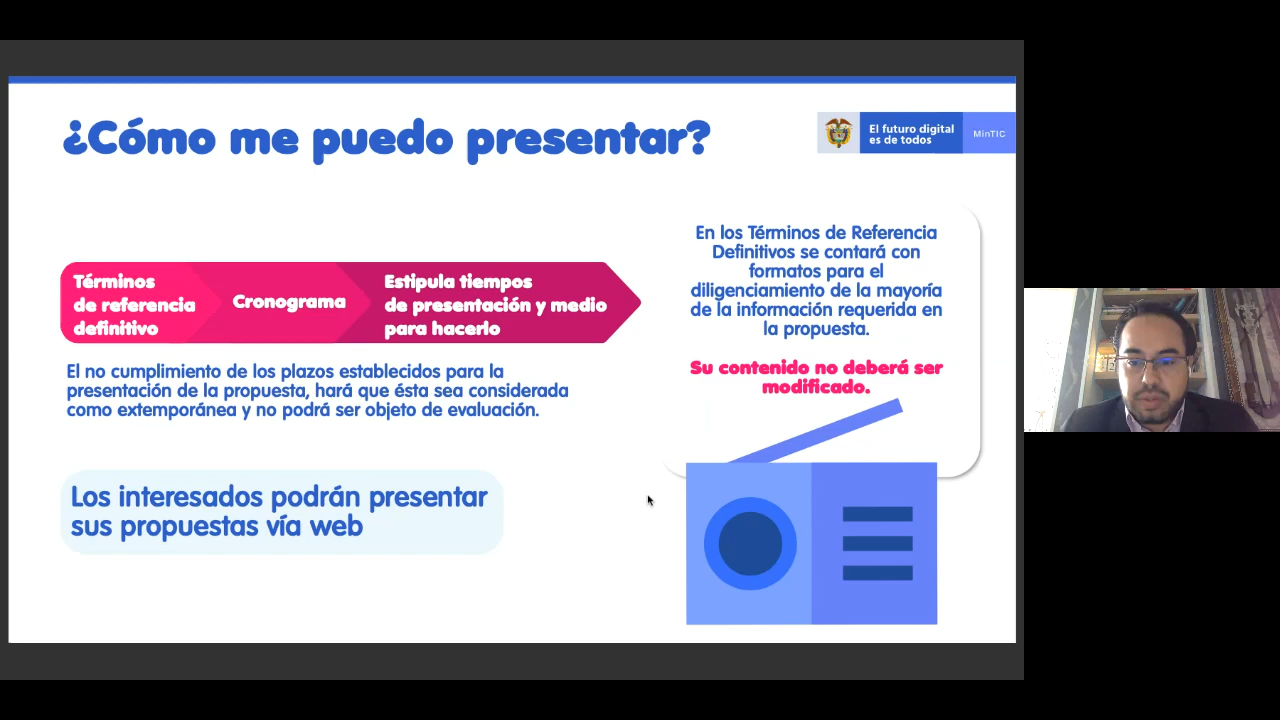 ¿Cómo me puedo presentar?
El futuro digital
es de todos
MinTIC
Términos
de referencia
definitivo
Cronograma
Estipula tiempos
de presentación y medio
para hacerlo
El no cumplimiento de los plazos establecidos para la
presentación de la propuesta, hará que ésta sea considerada
como extemporánea y no podrá ser objeto de evaluación.
Los interesados podrán presentar
sus propuestas vía web
En los Términos de Referencia
Definitivos se contará con
formatos para el
diligenciamiento de la mayoría
de la información requerida en
la propuesta.
Su contenido no deberá ser
modificado.